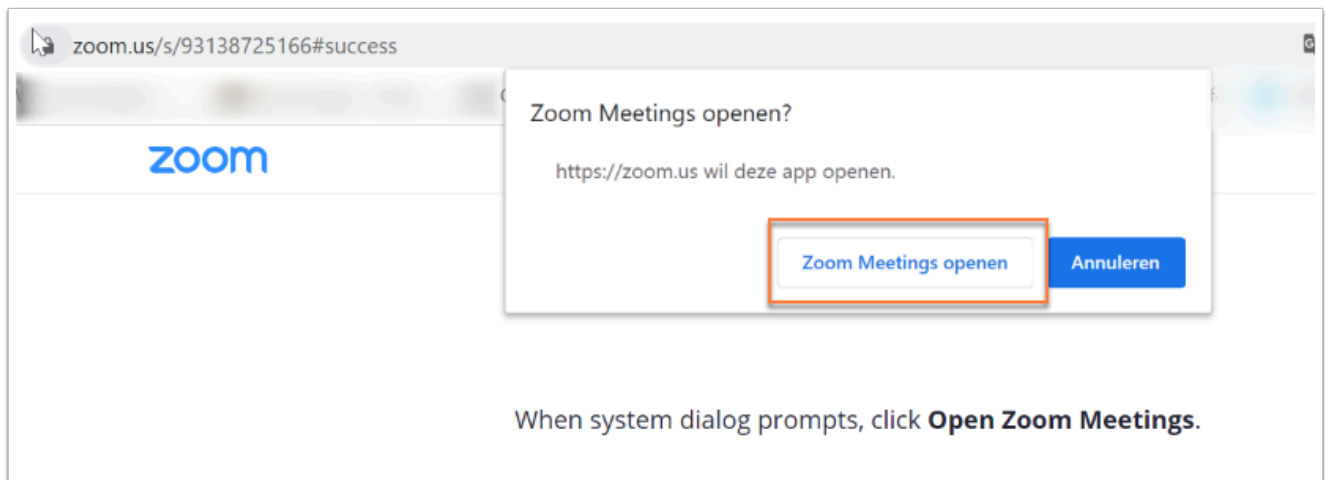 zoom.us/s/93138725166#success
Zoom Meetings openen?
zoom
https://zoom.us wil deze app openen.
Zoom Meetings openen
Annuleren
When system dialog prompts, click Open Zoom Meetings.